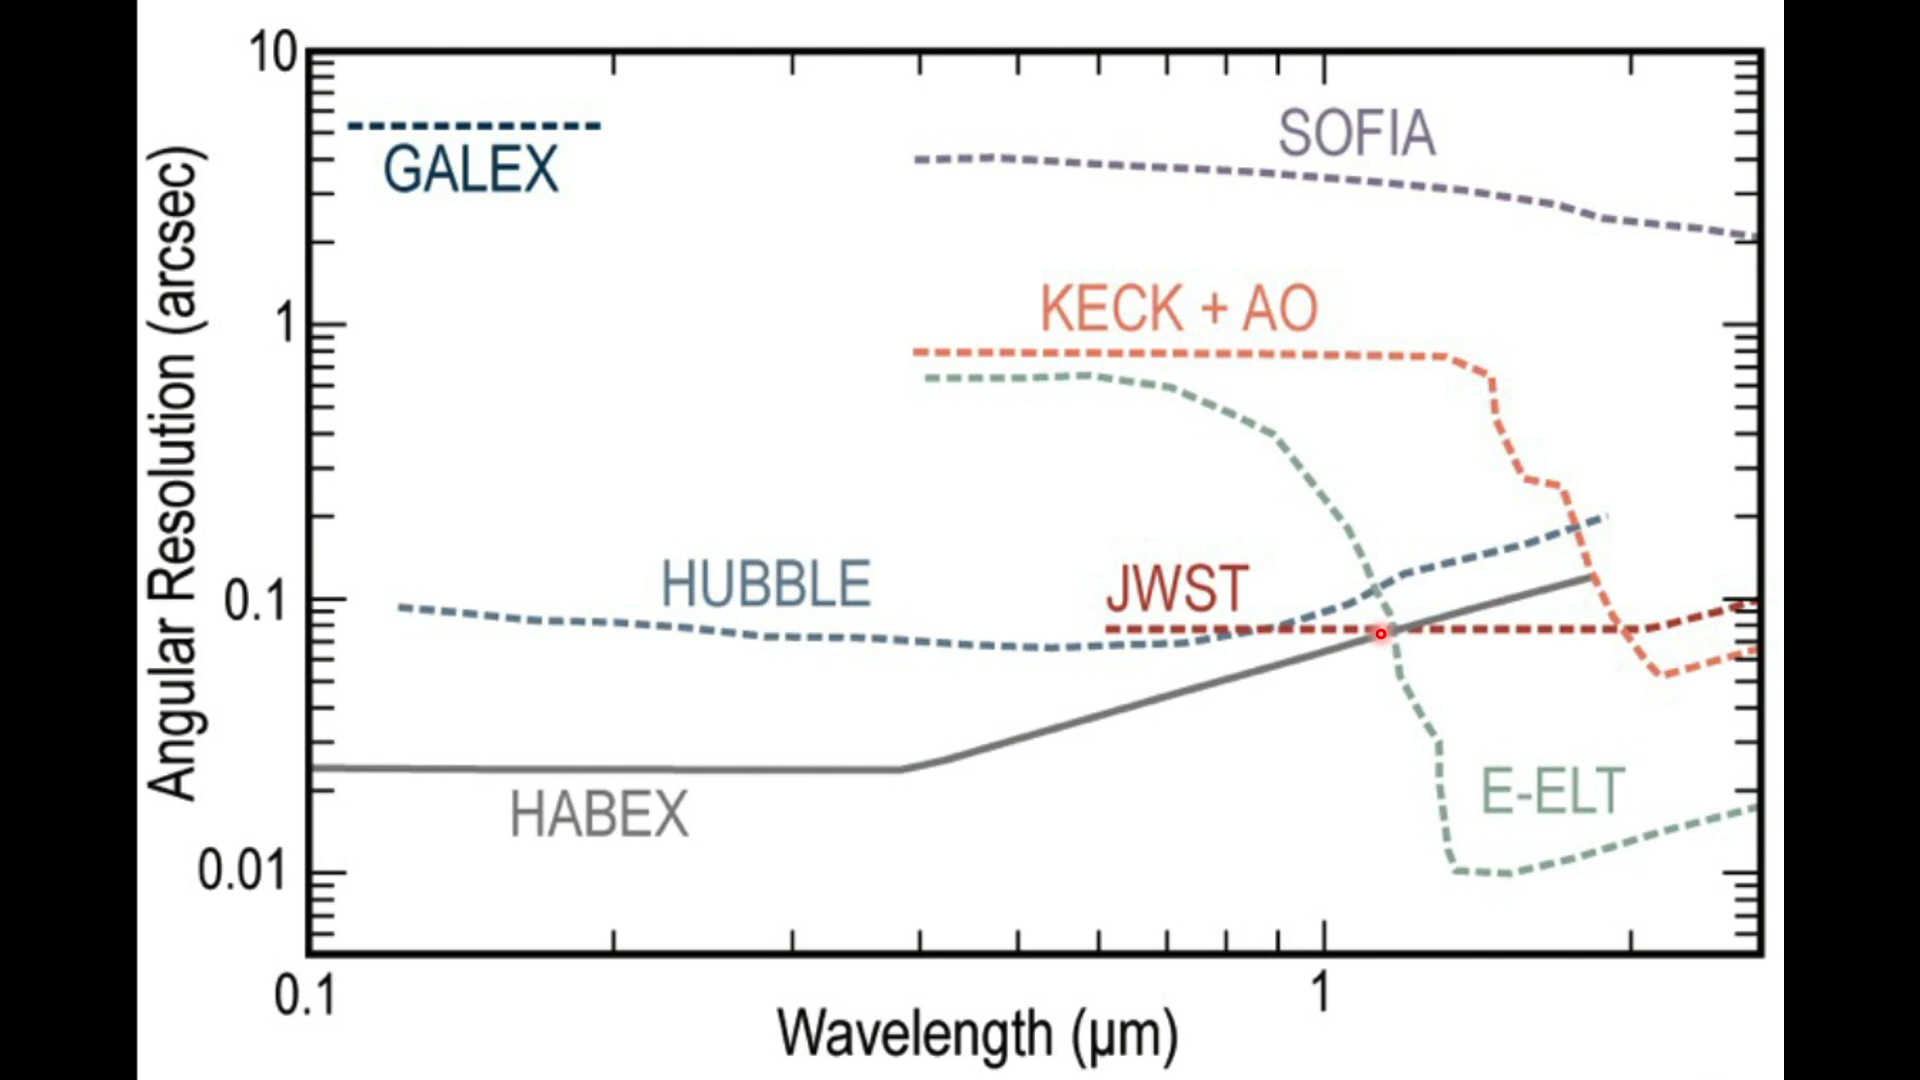 10
SOFIA
GALEX
KECK + AO
1
HUBBLE
JWST
0.1
HABEX
E-ELT
0.01
Angular Resolution (arcsec)
0.1
1
Wavelength (μm)